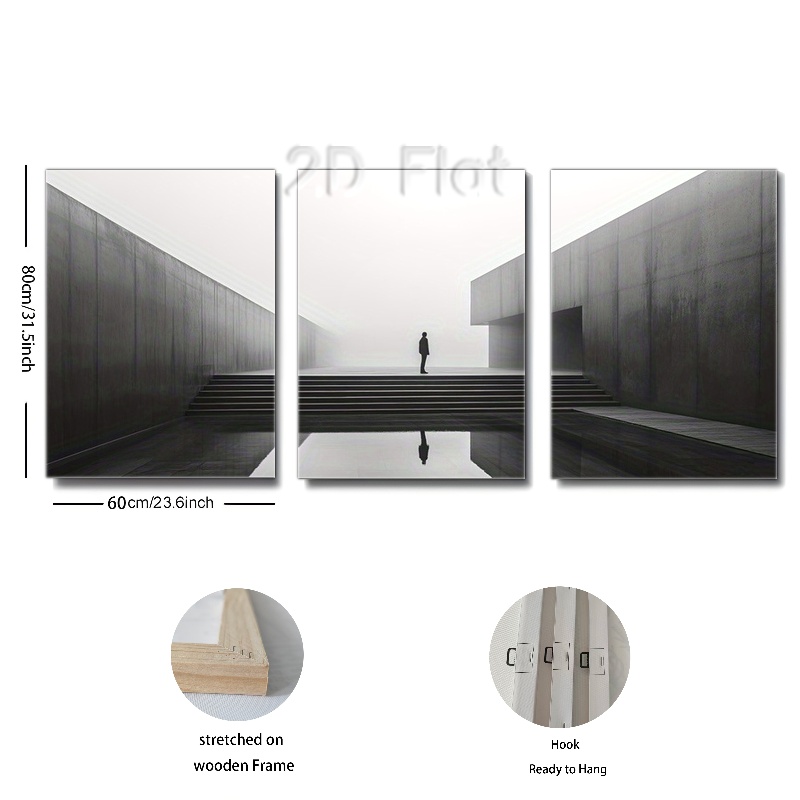 2D Flat
80cm/31.5inch
60cm/23.6inch
stretched on
wooden Frame
Hook
Ready to Hang